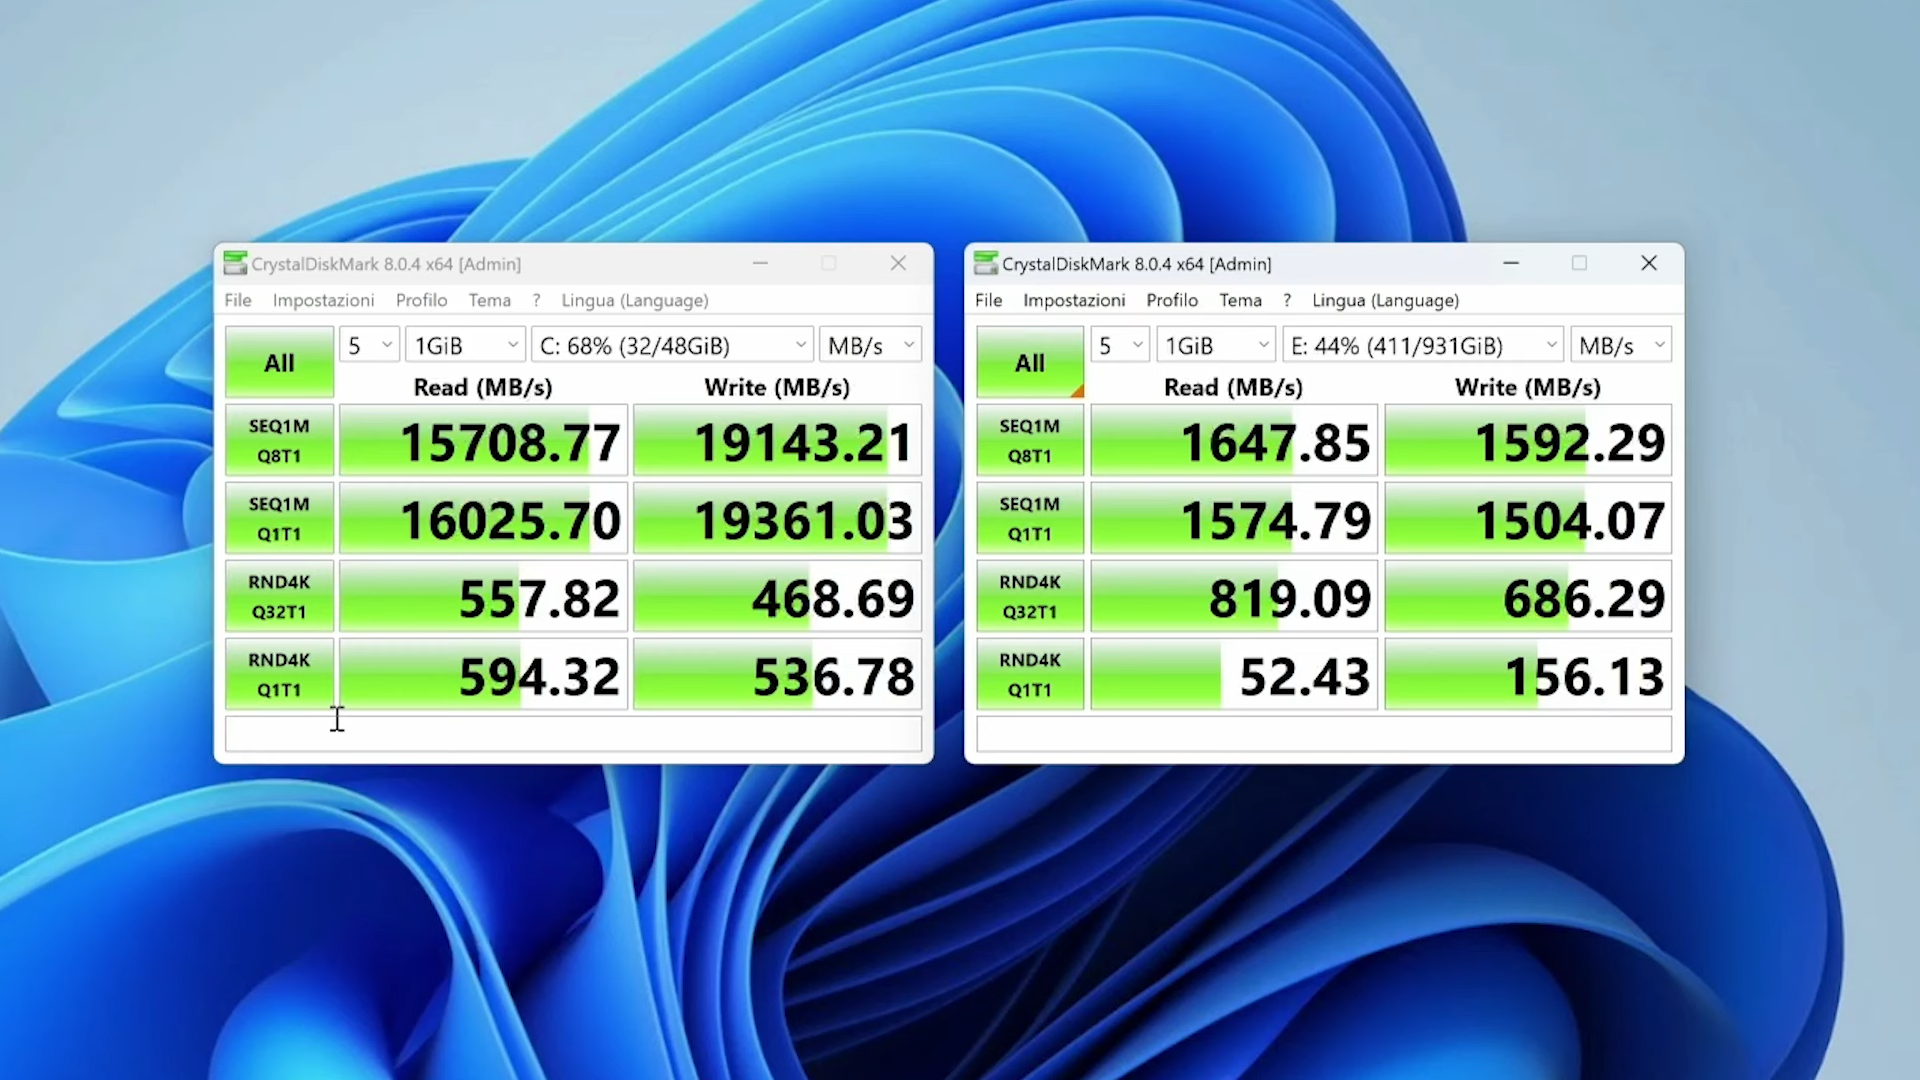 CrystalDiskMark 8.0.4 x64 [Admin]
File Impostazioni Profilo Tema ? Lingua (Language)
All 5 1GiB C: 68% (32/48GiB) MB/s
Read (MB/s) Write (MB/s)
SEQ1M
Q8T1
15708.77 19143.21
SEQ1M
Q1T1
16025.70 19361.03
RND4K
Q32T1
557.82 468.69
RND4K
Q1T1
594.32 536.78
CrystalDiskMark 8.0.4 x64 [Admin]
File Impostazioni Profilo Tema ? Lingua (Language)
All 5 1GiB E: 44% (411/931GiB) MB/s
Read (MB/s) Write (MB/s)
SEQ1M
Q8T1
1647.85 1592.29
SEQ1M
Q1T1
1574.79 1504.07
RND4K
Q32T1
819.09 686.29
RND4K
Q1T1
52.43 156.13